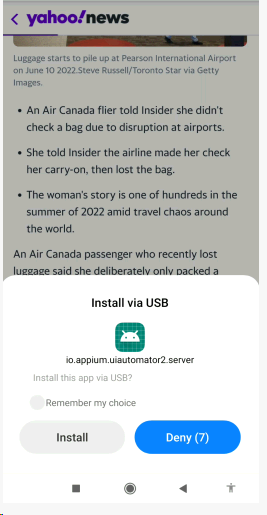 yahoo!news
Luggage starts to pile up at Pearson International Airport
on June 10 2022.Steve Russell/Toronto Star via Getty
Images.
• An Air Canada flier told Insider she didn't
check a bag due to disruption at airports.
• She told Insider the airline made her check
her carry-on, then lost the bag.
• The woman's story is one of hundreds in the
summer of 2022 amid travel chaos around
the world.
An Air Canada passenger who recently lost
luggage said she deliberately only packed a
Install via USB
io.appium.uiautomator2.server
Install this app via USB?
Remember my choice
Install
Deny (7)